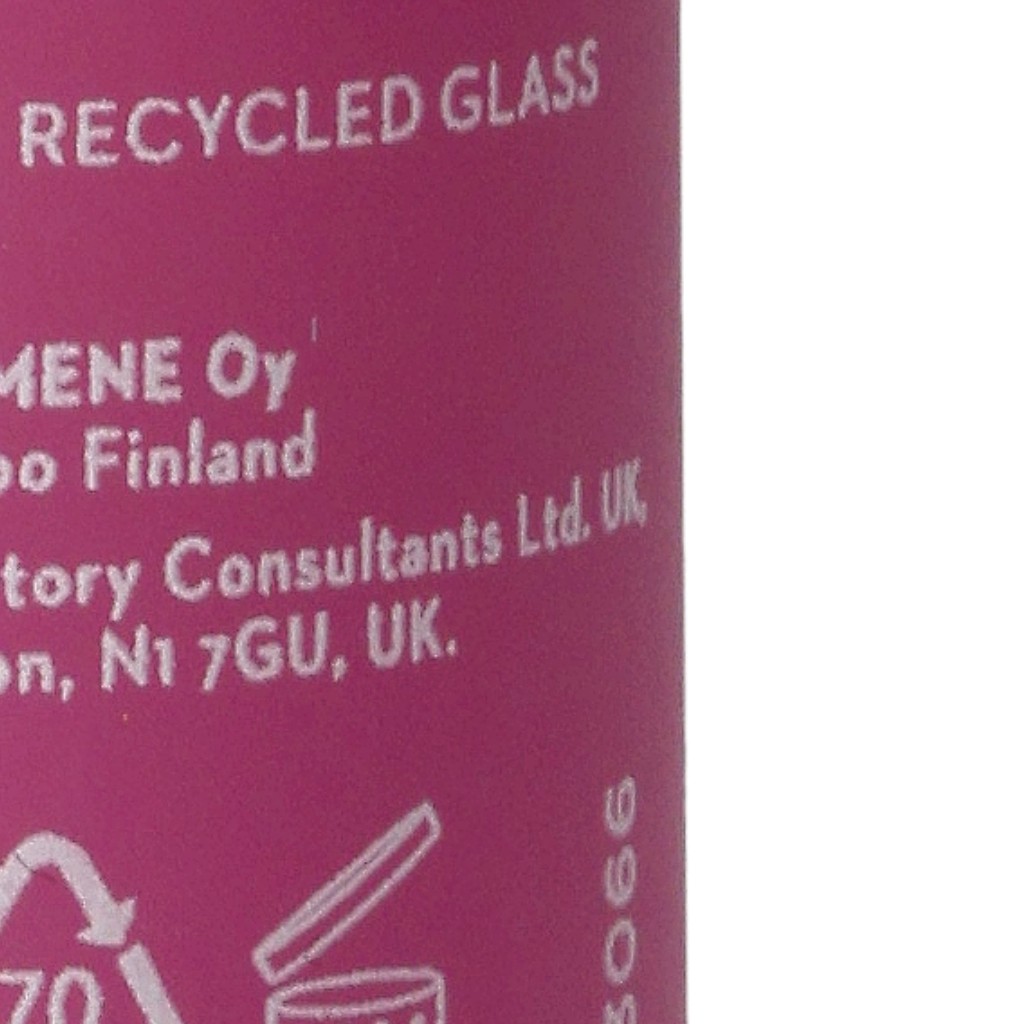 RECYCLED GLASS
MENE Oy
oo Finland
tory Consultants Ltd. UK,
on, N1 7GU, UK.
70
3066